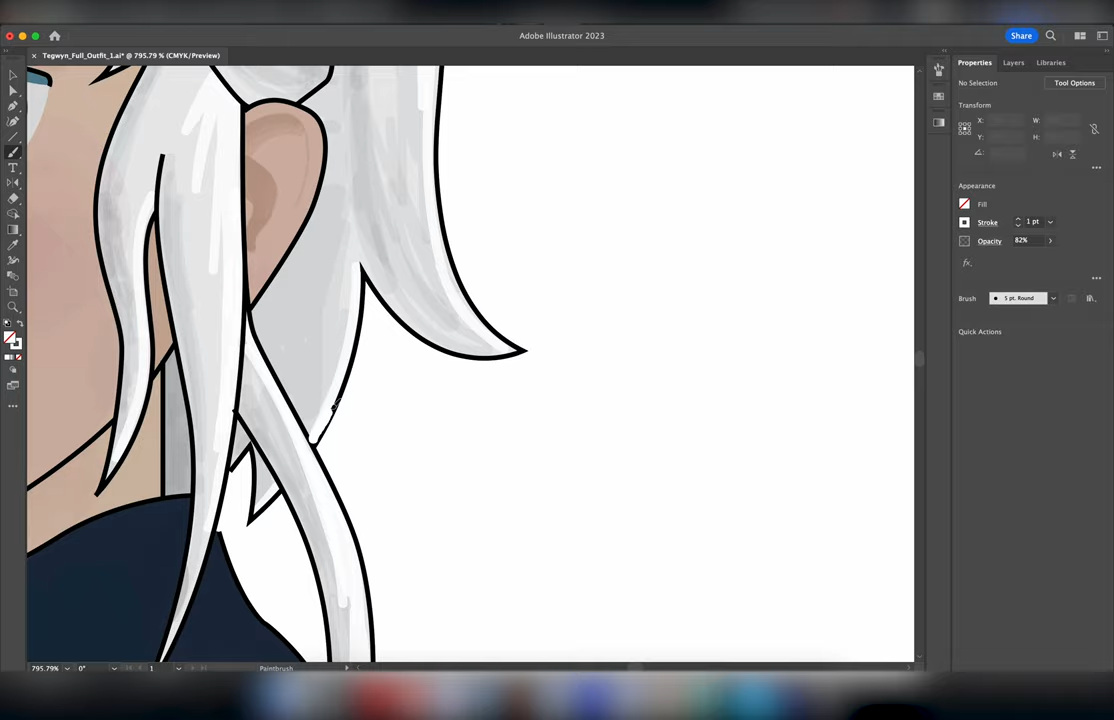 Adobe Illustrator 2023
Share
× Tegwyn_Full_Outfit_1.ai* @ 795.79 % (CMYK/Preview)
Properties Layers Libraries
No Selection Tool Options
Transform
X: W:
Y: H:
Appearance
Fill
Stroke 1 pt
Opacity 82%
fx.
Brush 5 pt. Round
Quick Actions
795.79% 0° 1 Paintbrush